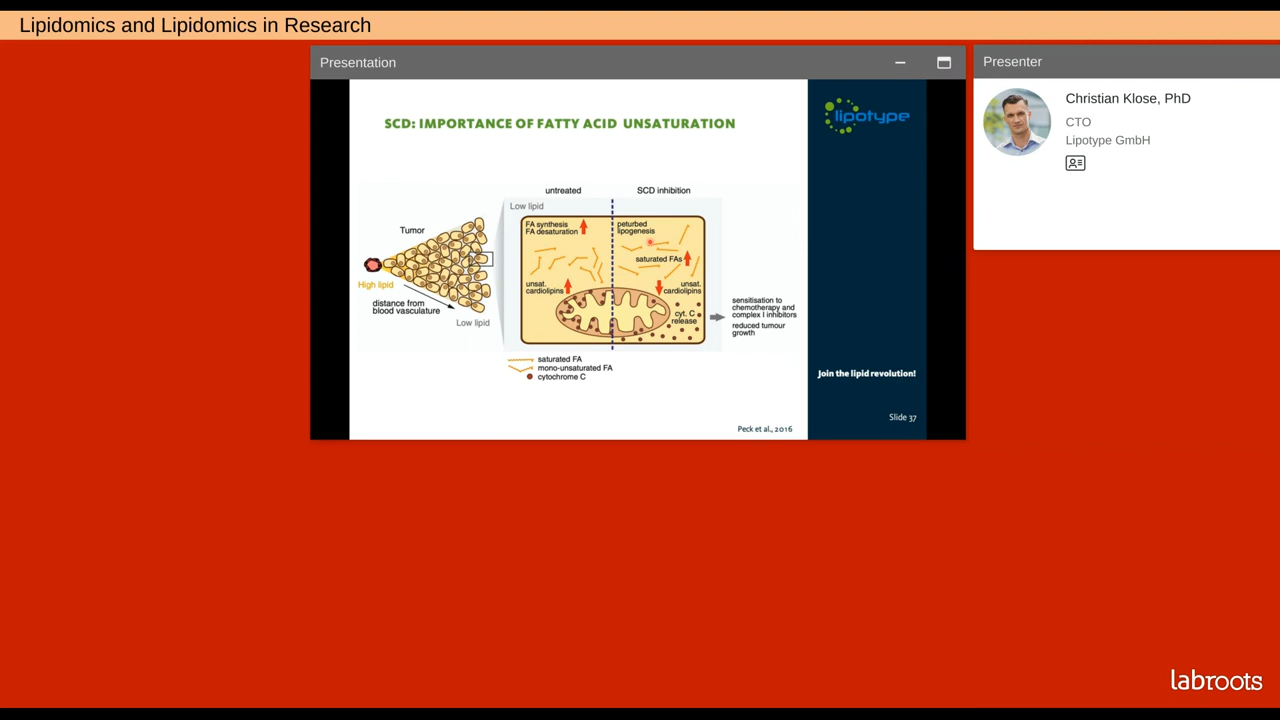 Lipidomics and Lipidomics in Research
Presentation
Presenter
Christian Klose, PhD
CTO
Lipotype GmbH
SCD: IMPORTANCE OF FATTY ACID UNSATURATION
lipotype
untreated
SCD inhibition
Low lipid
FA synthesis
FA desaturation
peturbed
lipogenesis
saturated FAs
unsat.
cardiolipins
unsat.
cardiolipins
cyt. C
release
Tumor
High lipid
distance from
blood vasculature
Low lipid
sensitisation to
chemotherapy and
complex I inhibitors
reduced tumour
growth
saturated FA
mono-unsaturated FA
cytochrome C
Join the lipid revolution!
Slide 37
Peck et al., 2016
labroots